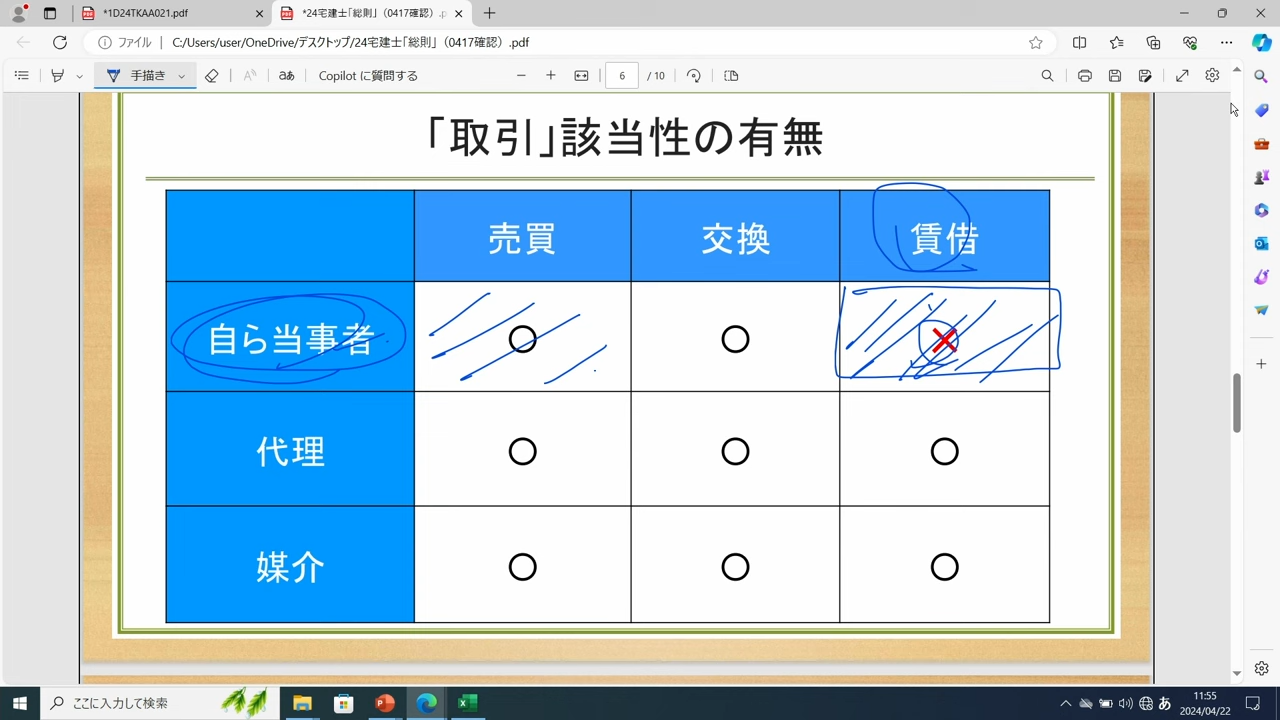 *1D24TKAA021.pdf
*24宅建士「総則」（0417確認）.pdf
ファイル
C:/Users/user/OneDrive/デスクトップ/24宅建士「総則」（0417確認）.pdf
手描き
aあ
Copilot に質問する
6
/ 10
「取引」該当性の有無
売買
交換
賃借
自ら当事者
○
○
×
代理
○
○
○
媒介
○
○
○
ここに入力して検索
あ
11:55
2024/04/22